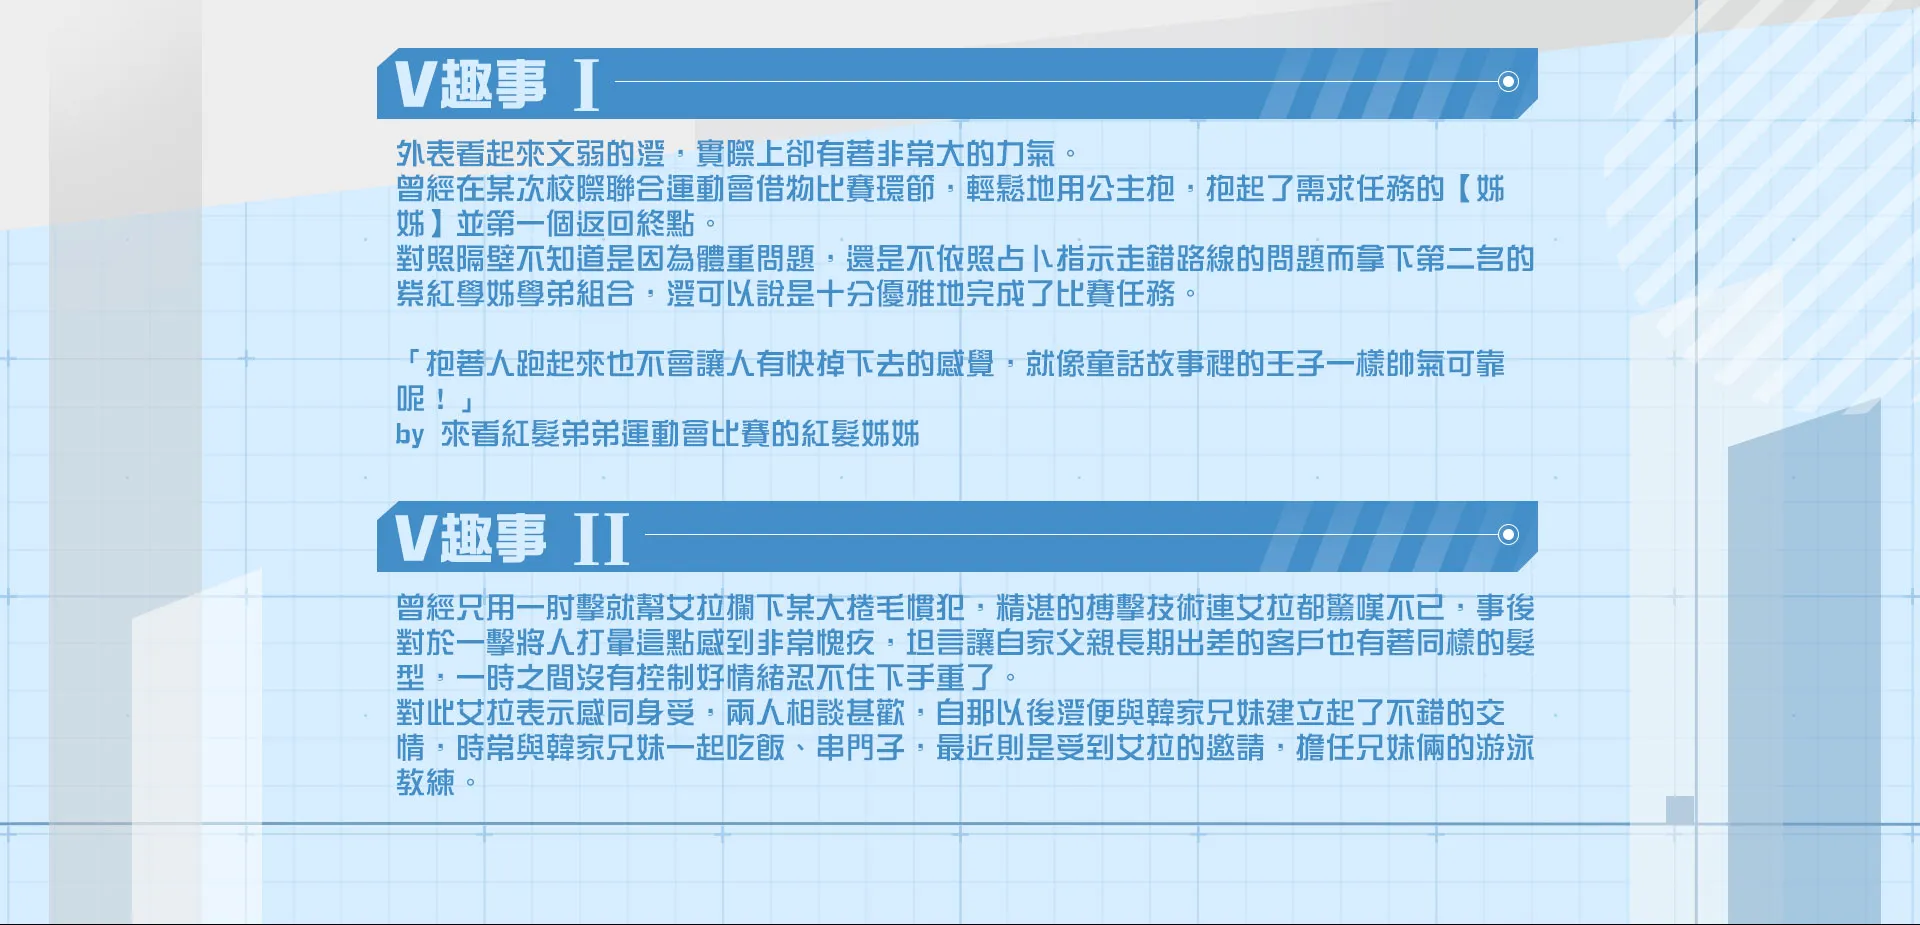 V趣事 I
外表看起來文弱的澄，實際上卻有著非常大的力氣。
曾經在某次校際聯合運動會借物比賽環節，輕鬆地用公主抱，抱起了需求任務的【姊
姊】並第一個返回終點。
對照隔壁不知道是因為體重問題，還是不依照占卜指示走錯路線的問題而拿下第二名的
紫紅學姊學弟組合，澄可以說是十分優雅地完成了比賽任務。
「抱著人跑起來也不會讓人有快掉下去的感覺，就像童話故事裡的王子一樣帥氣可靠
呢！」
by 來看紅髮弟弟運動會比賽的紅髮姊姊
V趣事 II
曾經只用一肘擊就幫艾拉攔下某大捲毛慣犯，精湛的搏擊技術連艾拉都驚嘆不已，事後
對於一擊將人打暈這點感到非常愧疚，坦言讓自家父親長期出差的客戶也有著同樣的髮
型，一時之間沒有控制好情緒忍不住下手重了。
對此艾拉表示感同身受，兩人相談甚歡，自那以後澄便與韓家兄妹建立起了不錯的交
情，時常與韓家兄妹一起吃飯、串門子，最近則是受到艾拉的邀請，擔任兄妹倆的游泳
教練。